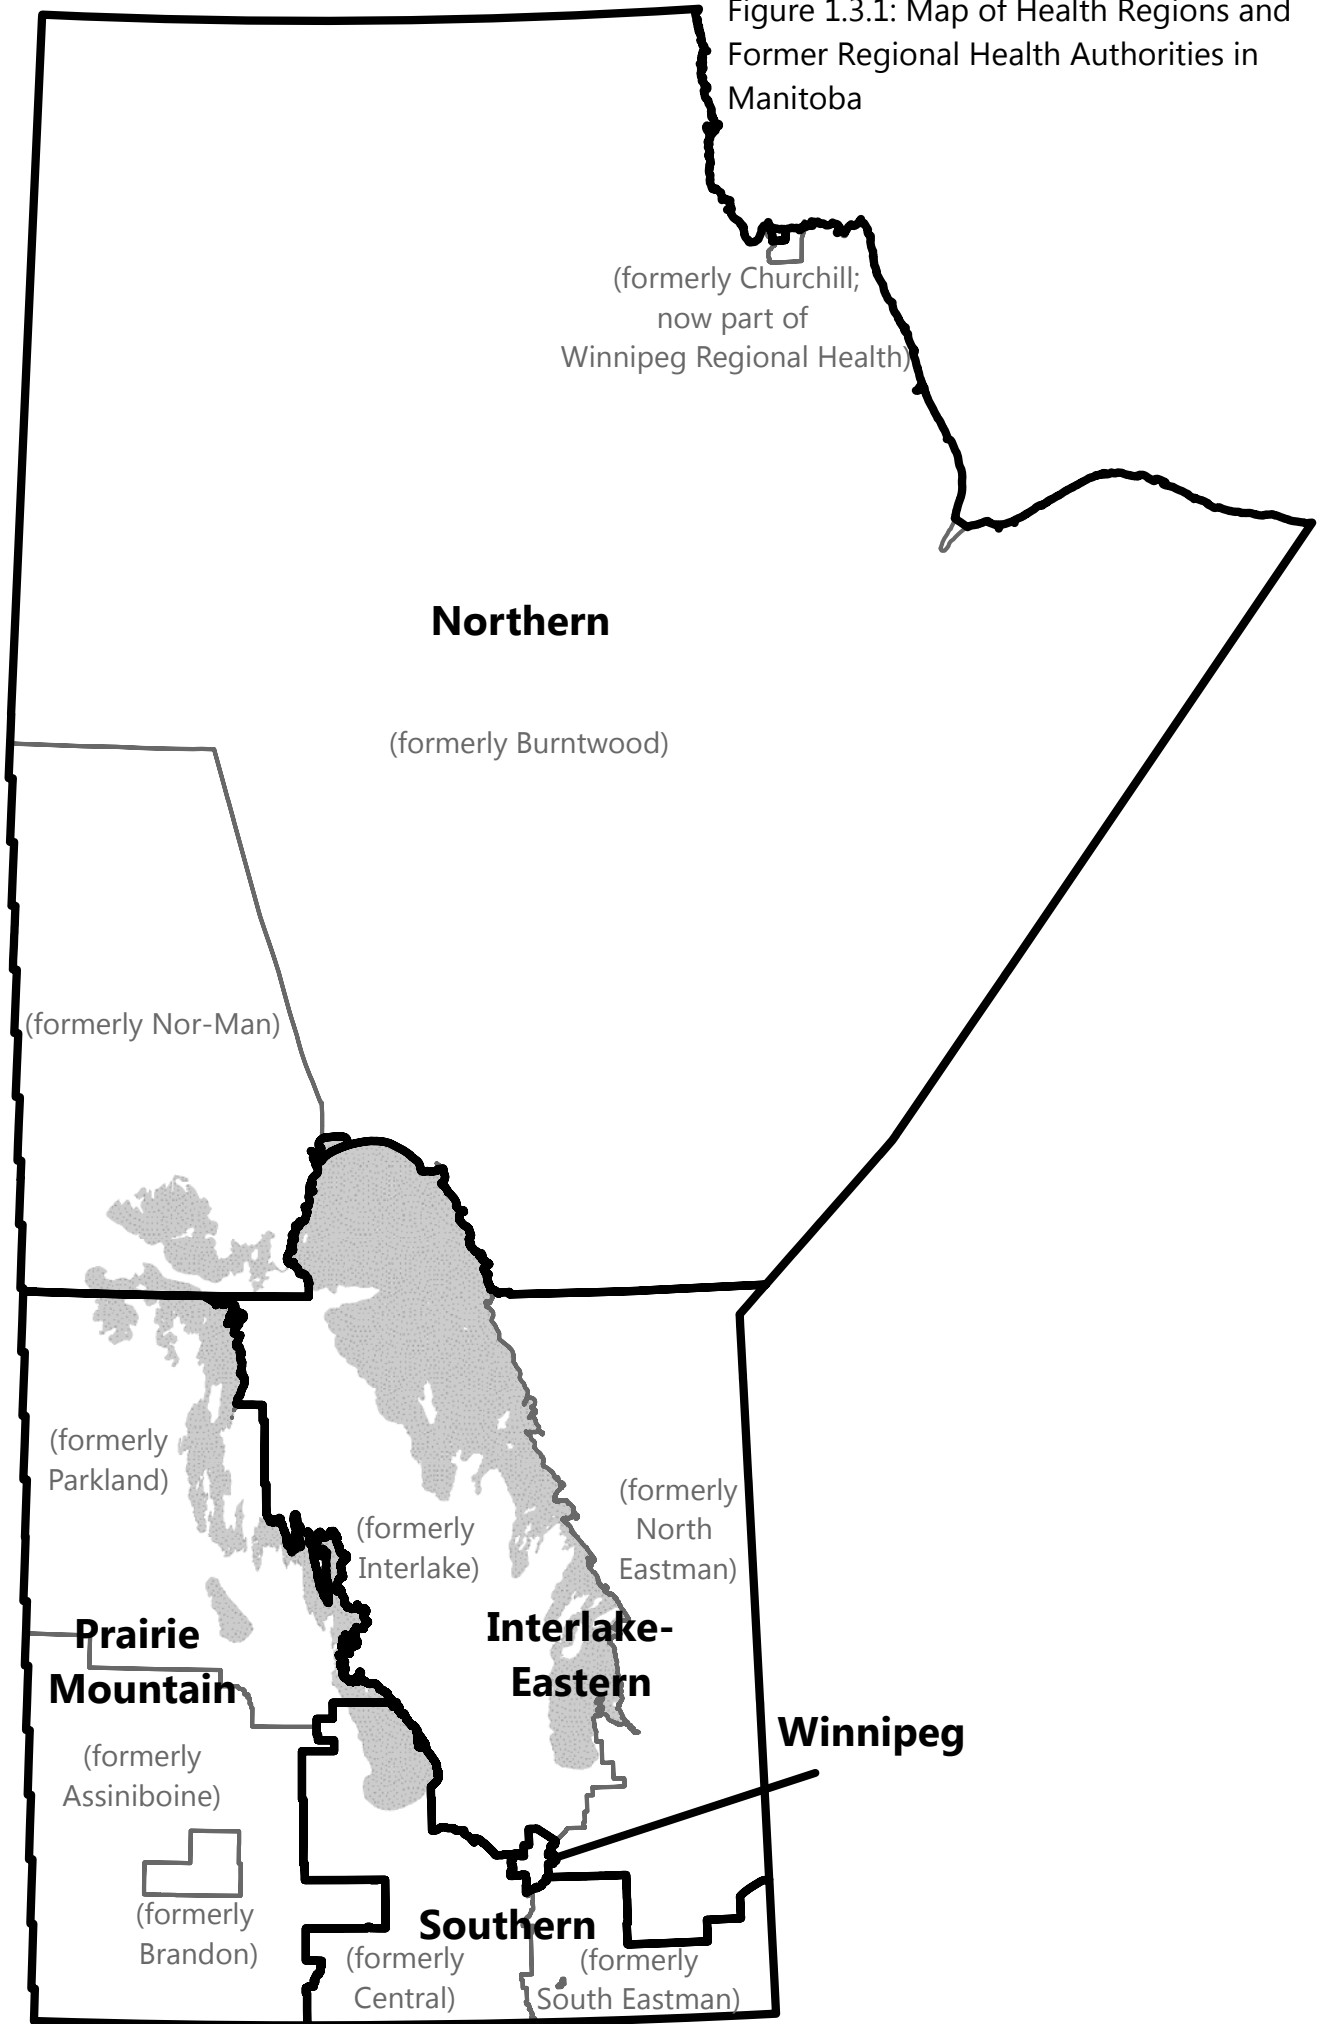 Figure 1.3.1: Map of Health Regions and
Former Regional Health Authorities in
Manitoba
(formerly Churchill;
now part of
Winnipeg Regional Health)
Northern
(formerly Burntwood)
(formerly Nor-Man)
(formerly
Parkland)
(formerly
North
Eastman)
(formerly
Interlake)
Prairie
Mountain
Interlake-
Eastern
Winnipeg
(formerly
Assiniboine)
(formerly
Brandon)
Southern
(formerly
Central)
(formerly
South Eastman)